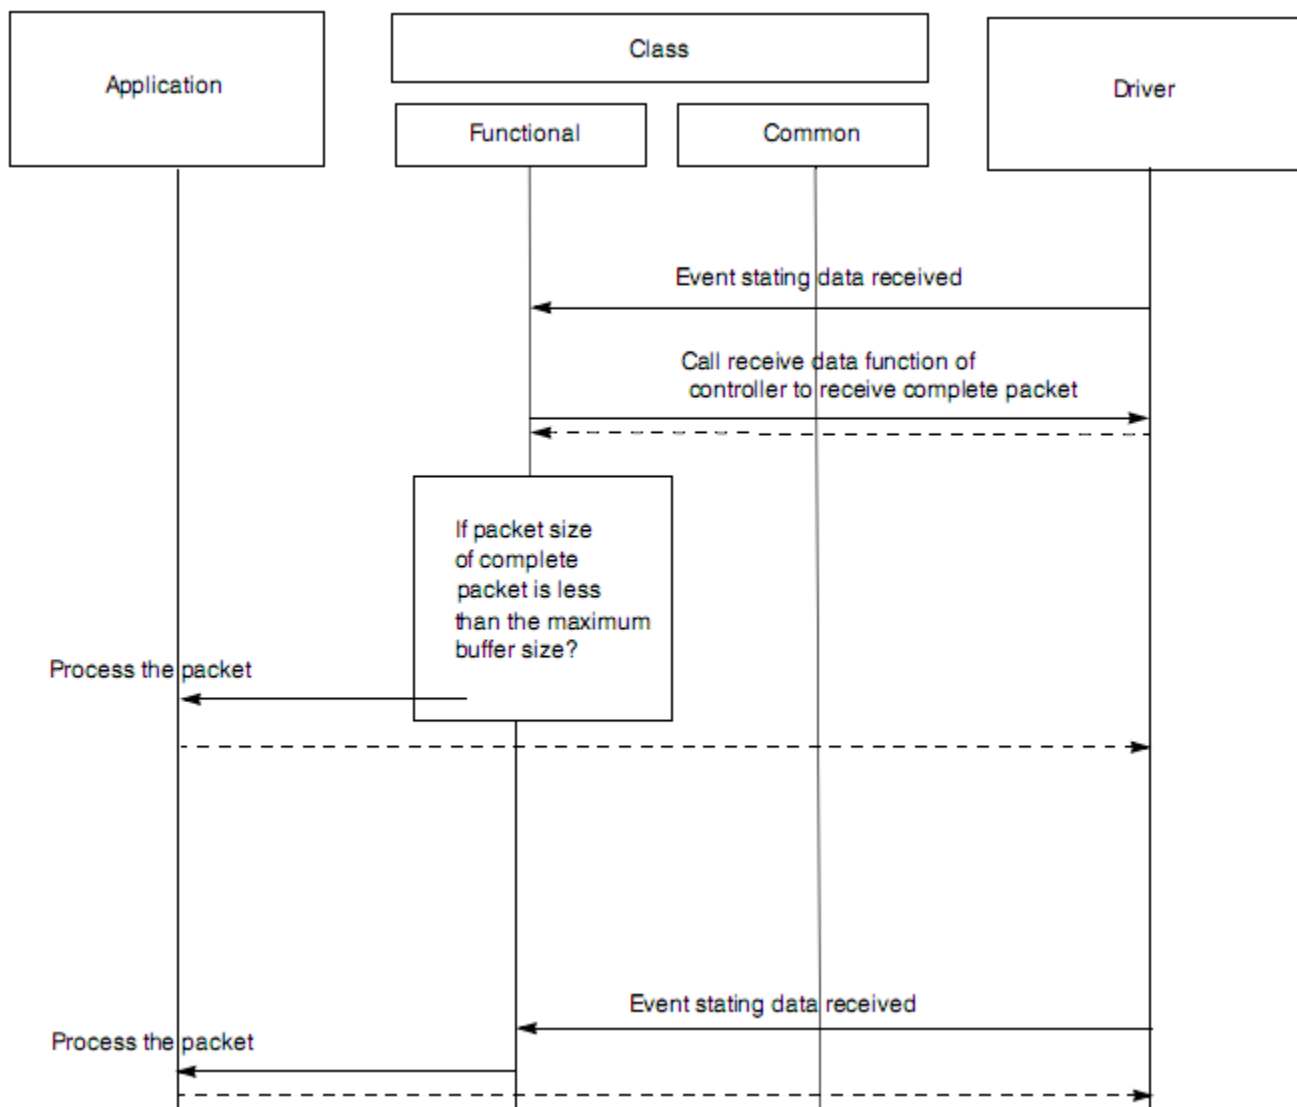 Application
Class
Driver
Functional
Common
Event stating data received
Call receive data function of
controller to receive complete packet
If packet size
of complete
packet is less
than the maximum
buffer size?
Process the packet
Event stating data received
Process the packet